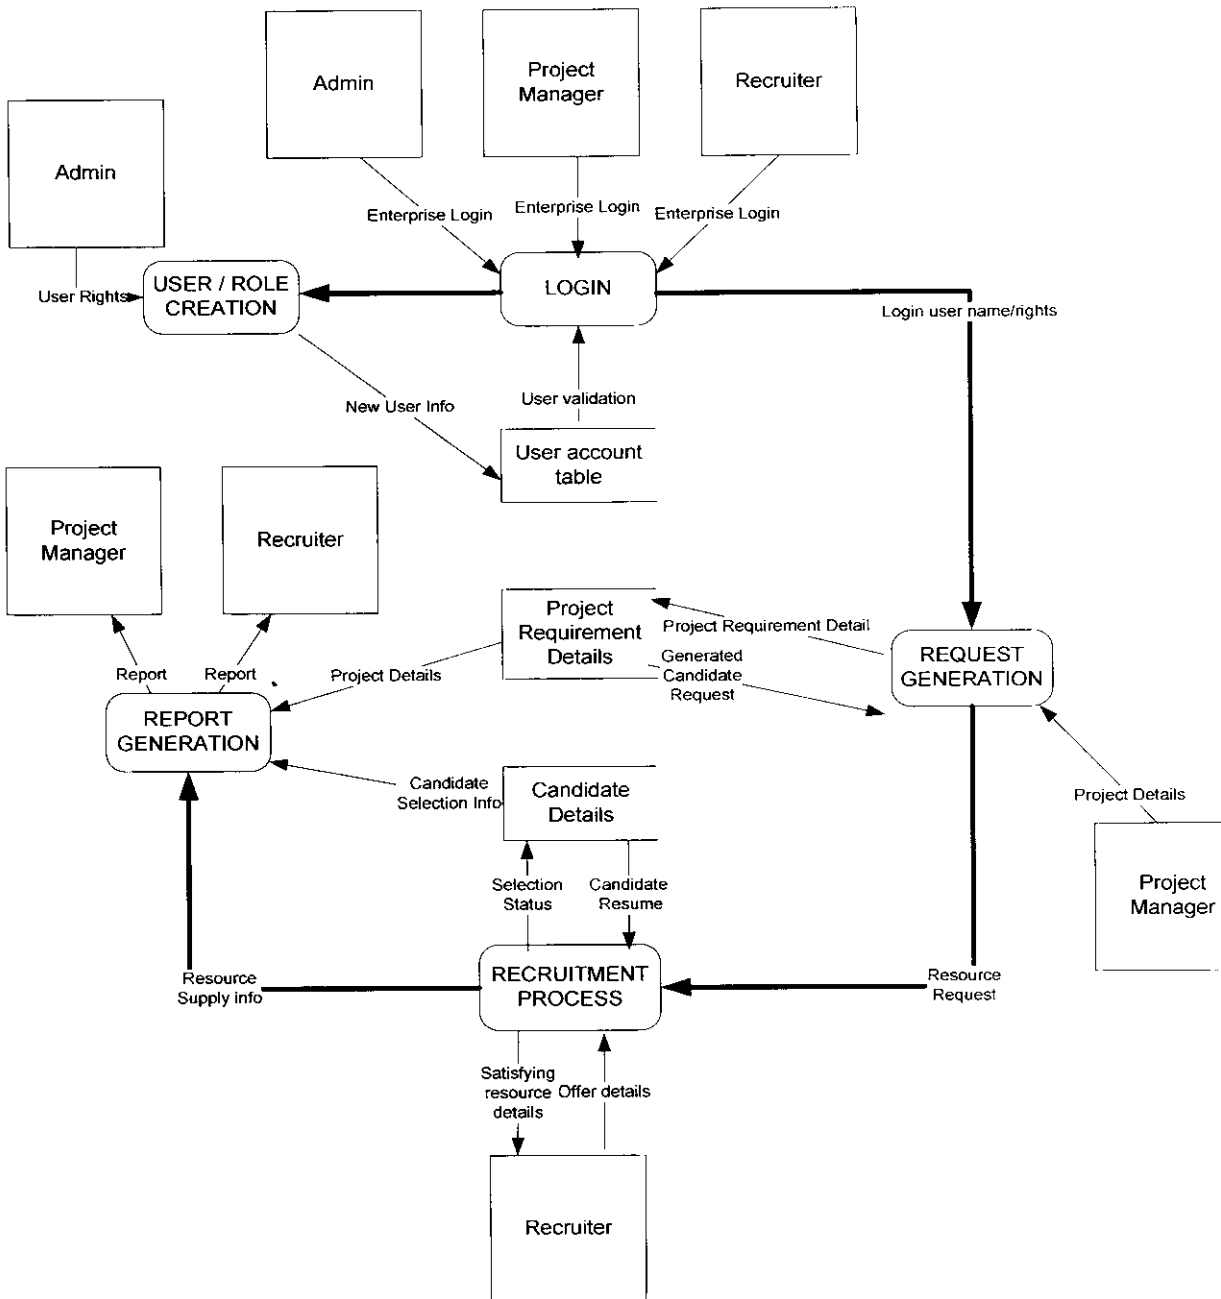 Admin
Project
Manager
Recruiter
Admin
Enterprise Login
Enterprise Login
Enterprise Login
User Rights
USER / ROLE
CREATION
LOGIN
Login user name/rights
New User Info
User validation
User account
table
Project
Manager
Recruiter
Project
Requirement
Details
Project Requirement Detail
Generated
Candidate
Request
REQUEST
GENERATION
Report
Report
Project Details
REPORT
GENERATION
Candidate
Selection Info
Candidate
Details
Project Details
Project
Manager
Selection
Status
Candidate
Resume
RECRUITMENT
PROCESS
Resource
Supply info
Resource
Request
Satisfying
resource
details
Offer details
Recruiter